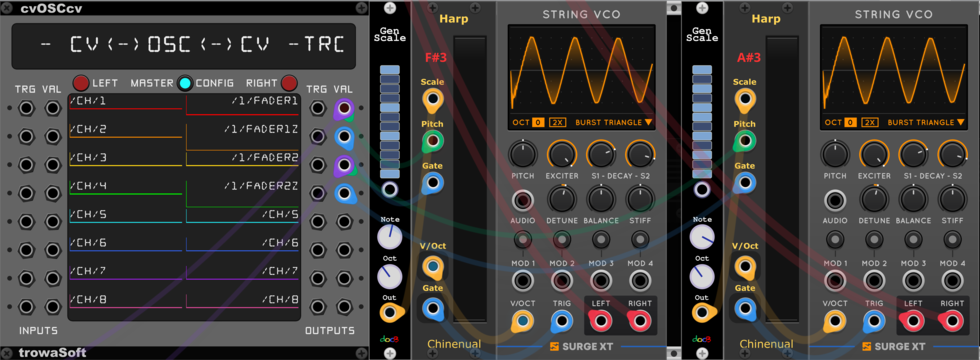 cvOSCcv
- CV <-> OSC <-> CV -TRC
TRG VAL LEFT MASTER CONFIG RIGHT TRG VAL
/CH/1 /1/FADER1
/CH/2 /1/FADER1Z
/CH/3 /1/FADER2
/CH/4 /1/FADER2Z
/CH/5 /CH/5
/CH/6 /CH/6
/CH/7 /CH/7
/CH/8 /CH/8
INPUTS OUTPUTS
trowaSoft
Gen
Scale
Note
Oct
Out
docB
Harp
F#3
Scale
Pitch
Gate
V/Oct
Gate
Chinenual
STRING VCO
OCT 0 2X BURST TRIANGLE ▼
PITCH EXCITER S1 - DECAY - S2
AUDIO DETUNE BALANCE STIFF
MOD 1 MOD 2 MOD 3 MOD 4
V/OCT TRIG LEFT RIGHT
SURGE XT
Gen
Scale
Note
Oct
Out
docB
Harp
A#3
Scale
Pitch
Gate
V/Oct
Gate
Chinenual
STRING VCO
OCT 0 2X BURST TRIANGLE ▼
PITCH EXCITER S1 - DECAY - S2
AUDIO DETUNE BALANCE STIFF
MOD 1 MOD 2 MOD 3 MOD 4
V/OCT TRIG LEFT RIGHT
SURGE XT